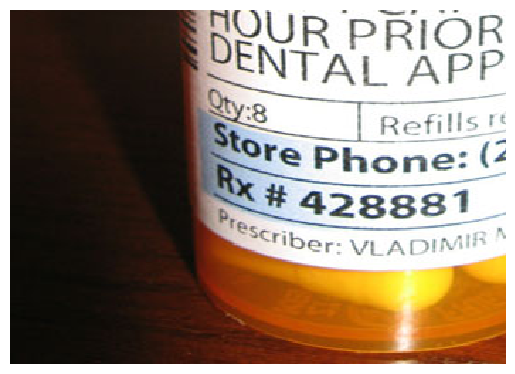 HOUR PRIOR
DENTAL APP
Qty:8
Refills re
Store Phone: (2
Rx # 428881
Prescriber: VLADIMIR M